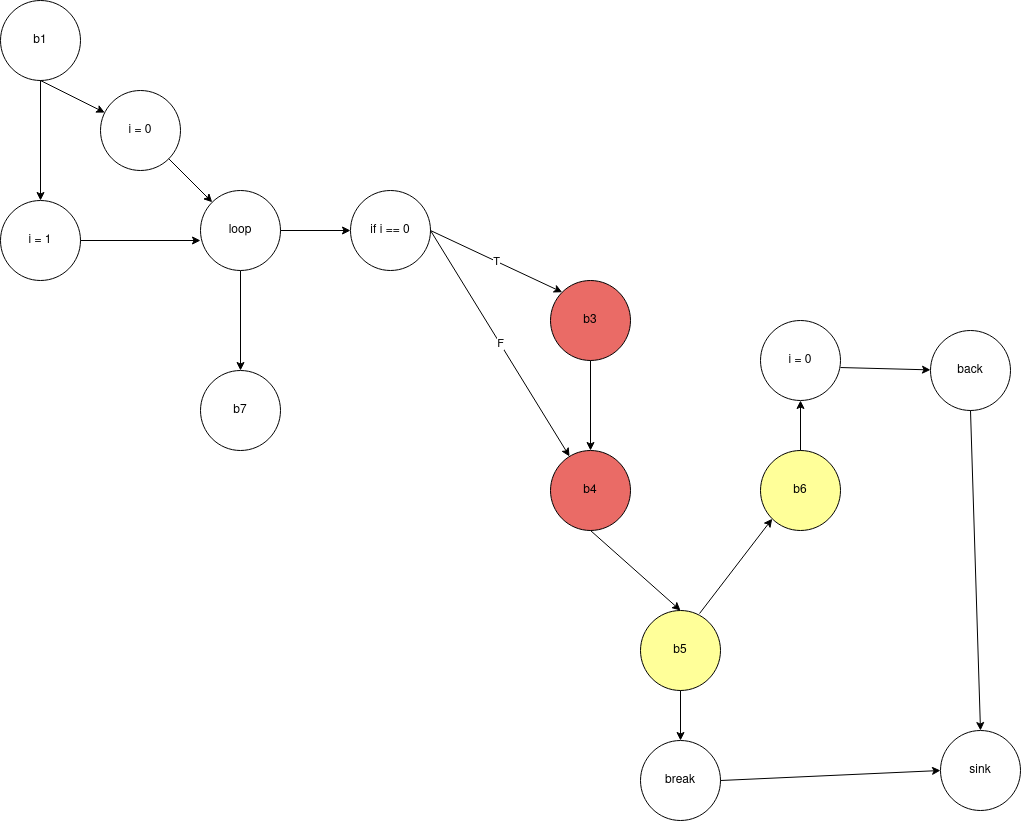 b1
i = 0
i = 1
loop
if i == 0
T
b3
F
b7
i = 0
back
b4
b6
b5
break
sink